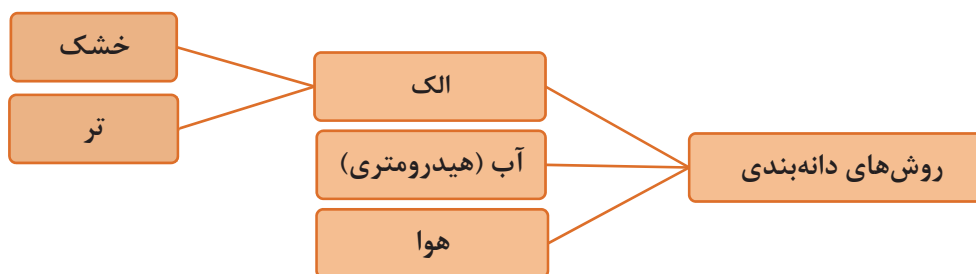 روش‌های دانه‌بندی
الک
آب (هیدرومتری)
هوا
خشک
تر